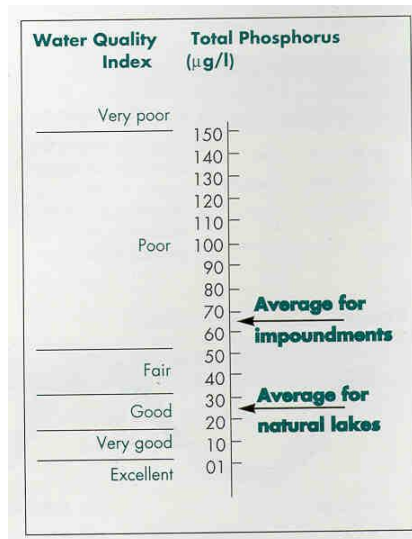 Water Quality Index
Total Phosphorus (µg/l)
Very poor
150
140
130
120
110
Poor
100
90
80
70
Average for impoundments
60
50
Fair
40
30
Average for natural lakes
Good
20
Very good
10
01
Excellent